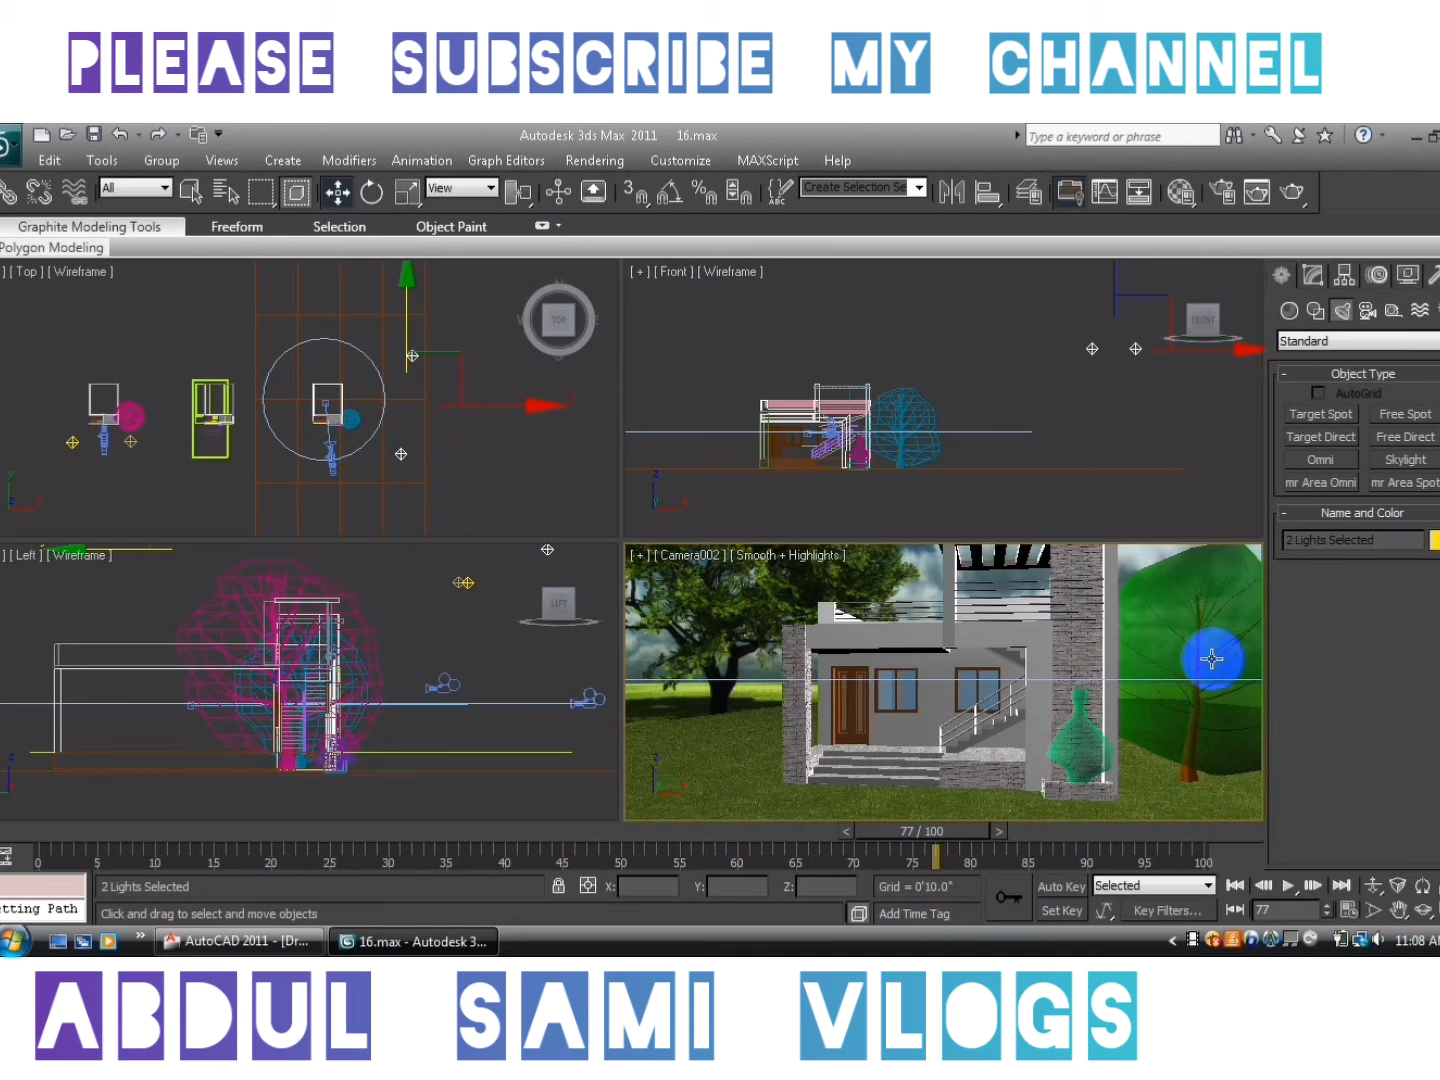 PLEASE SUBSCRIBE MY CHANNEL
Autodesk 3ds Max 2011 16.max
Type a keyword or phrase
Edit Tools Group Views Create Modifiers Animation Graph Editors Rendering Customize MAXScript Help
All View Create Selection Se
Graphite Modeling Tools Freeform Selection Object Paint
Polygon Modeling
] [ Top ] [ Wireframe ]
[ + ] [ Front ] [ Wireframe ]
TOP
FRONT
Standard
- Object Type
AutoGrid
Target Spot Free Spot
Target Direct Free Direct
Omni Skylight
mr Area Omni mr Area Spot
- Name and Color
2 Lights Selected
] [ Left ] [ Wireframe ]
[ + ] [ Camera002 ] [ Smooth + Highlights ]
LEFT
< 77 / 100 >
0 5 10 15 20 25 30 35 40 45 50 55 60 65 70 75 80 85 90 95 100
2 Lights Selected X: Y: Z: Grid = 0'10.0" Auto Key Selected
etting Path Click and drag to select and move objects Add Time Tag Set Key Key Filters... 77
AutoCAD 2011 - [Dr... 16.max - Autodesk 3... 11:08 AM
ABDUL SAMI VLOGS